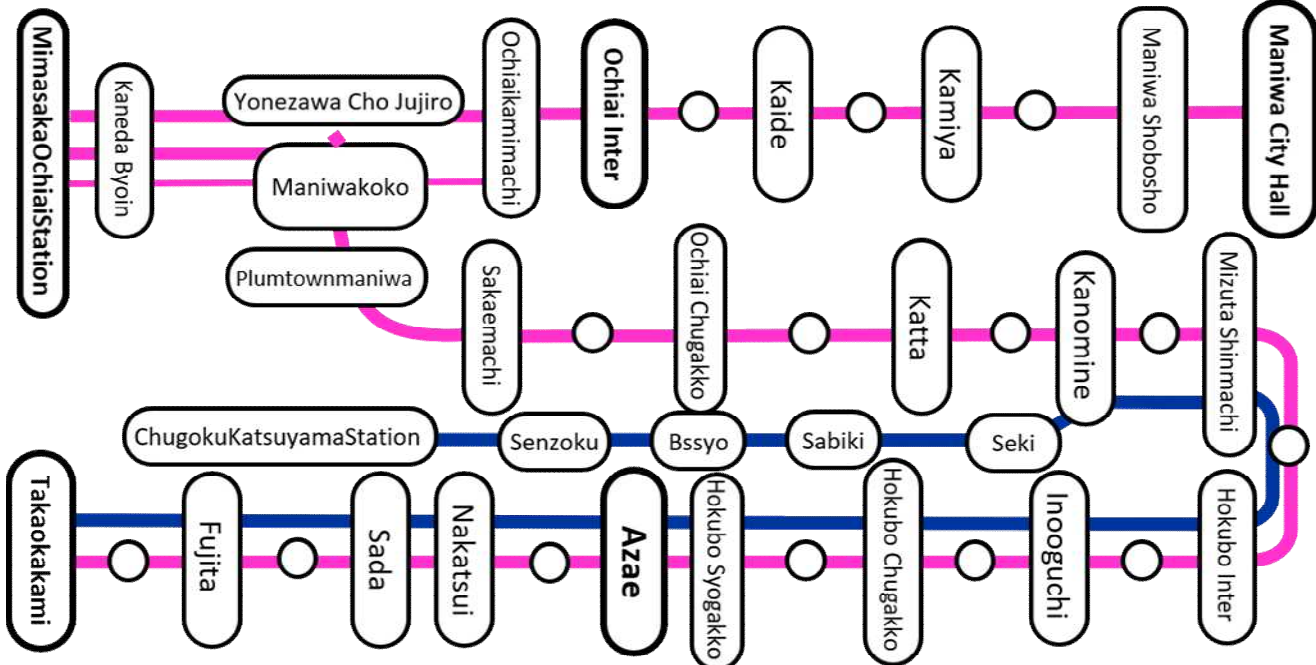 MimasakaOchiaiStation
Kaneda Byoin
Yonezawa Cho Jujiro
Maniwakoko
Plumtownmaniwa
Ochiaikamimachi
Ochiai Inter
Kaide
Kamiya
Maniwa Shobosho
Maniwa City Hall
Sakaemachi
Ochiai Chugakko
Katta
Kanomine
Mizuta Shinmachi
ChugokuKatsuyamaStation
Senzoku
Bssyo
Sabiki
Seki
Takaokakami
Fujita
Sada
Nakatsui
Azae
Hokubo Syogakko
Hokubo Chugakko
Inooguchi
Hokubo Inter